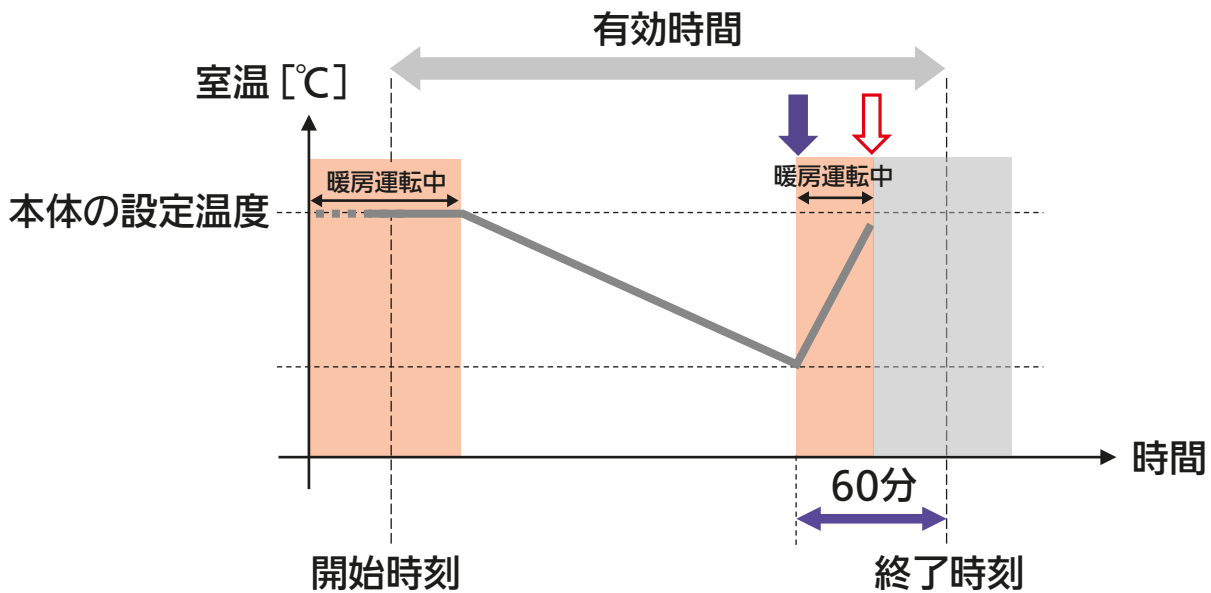 有効時間
室温[℃]
暖房運転中
暖房運転中
本体の設定温度
時間
60分
開始時刻
終了時刻